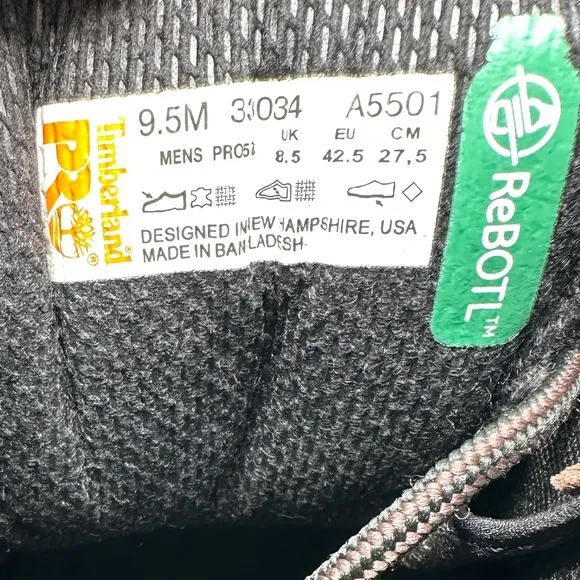 PRO
Timberland®
9.5M 33034 A5501
UK EU CM
MENS 8.5 42.5 27,5
DESIGNED IN NEW HAMPSHIRE, USA
MADE IN BANGLADESH
ReBOTL™